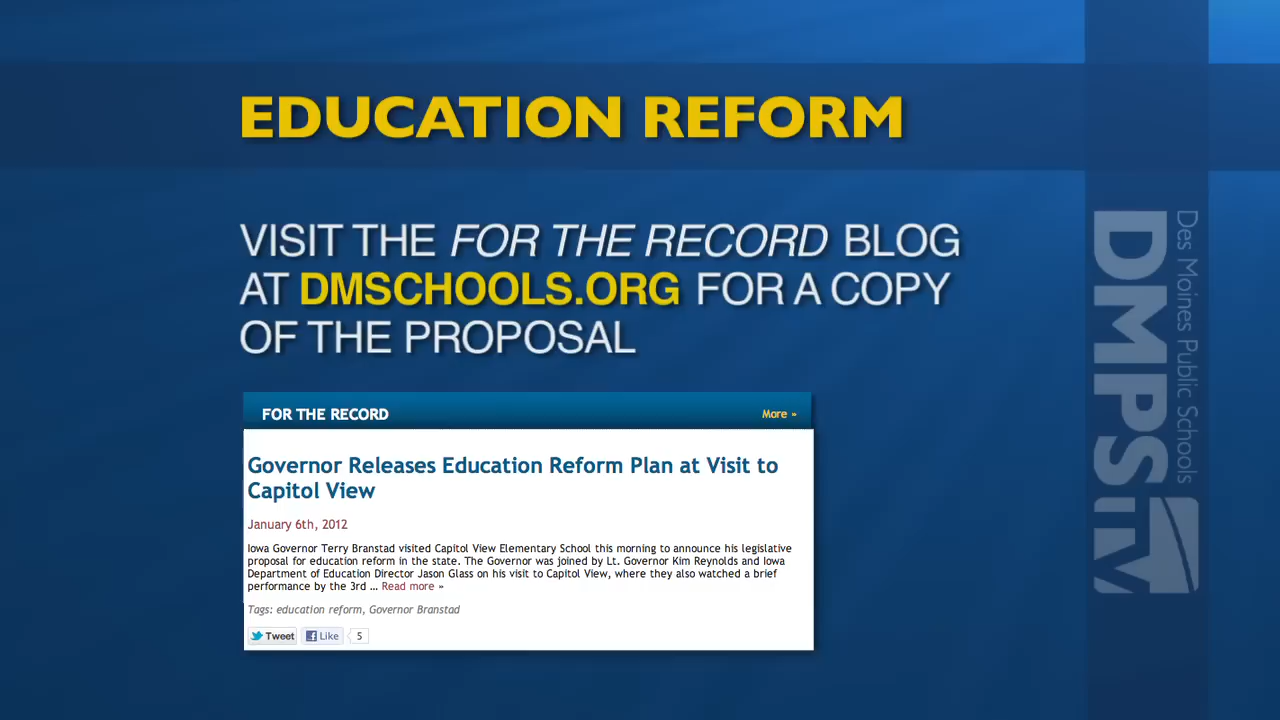 EDUCATION REFORM
VISIT THE FOR THE RECORD BLOG
AT DMSCHOOLS.ORG FOR A COPY
OF THE PROPOSAL
FOR THE RECORD
More »
Governor Releases Education Reform Plan at Visit to
Capitol View
January 6th, 2012
Iowa Governor Terry Branstad visited Capitol View Elementary School this morning to announce his legislative
proposal for education reform in the state. The Governor was joined by Lt. Governor Kim Reynolds and Iowa
Department of Education Director Jason Glass on his visit to Capitol View, where they also watched a brief
performance by the 3rd ... Read more »
Tags: education reform, Governor Branstad
Tweet
Like
5
DMPSTV
Des Moines Public Schools